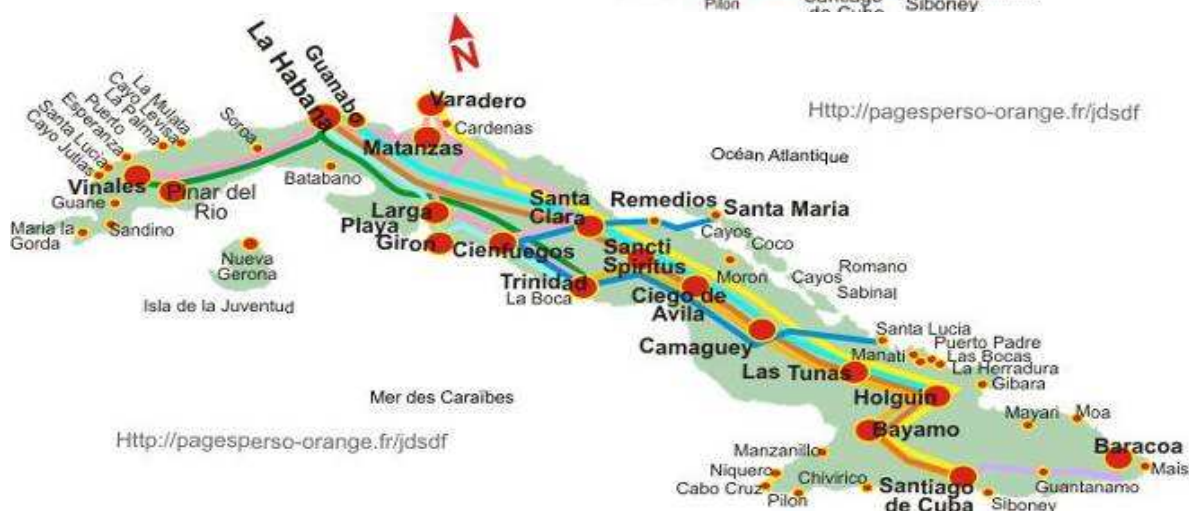 Pilon
Santiago
de Cuba
Siboney
La Habana
Guanabo
N
Varadero
Cardenas
Matanzas
Http://pagesperso-orange.fr/jdsdf
Océan Atlantique
La Mulata
Cayo Levisa
La Palma
Puerto
Esperanza
Santa Lucia
Cayo Jutias
Soroa
Vinales
Pinar del
Rio
Guane
Maria la
Gorda
Sandino
Batabano
Nueva
Gerona
Isla de la Juventud
Larga
Playa
Giron
Cienfuegos
Santa
Clara
Remedios
Santa Maria
Cayos
Coco
Romano
Cayos
Sabinal
Sancti
Spiritus
Moron
Trinidad
La Boca
Ciego de
Avila
Camaguey
Santa Lucia
Puerto Padre
Manati
Las Bocas
La Herradura
Gibara
Las Tunas
Holguin
Mer des Caraïbes
Http://pagesperso-orange.fr/jdsdf
Bayamo
Mayari
Moa
Baracoa
Mais
Manzanillo
Niquero
Cabo Cruz
Pilon
Chivirico
Santiago
de Cuba
Siboney
Guantanamo